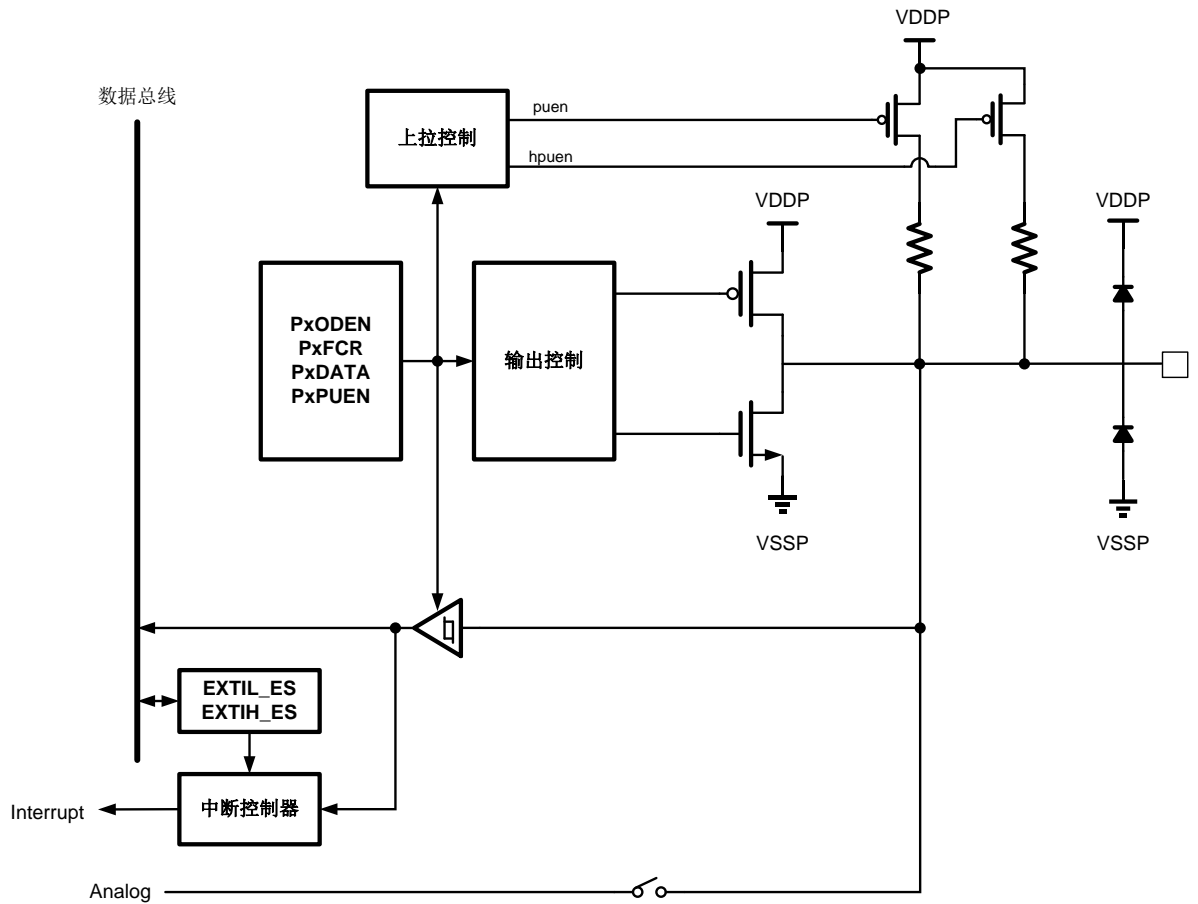 VDDP
数据总线
上拉控制
puen
hpuen
VDDP
VDDP
PxODEN
PxFCR
PxDATA
PxPUEN
输出控制
VSSP
VSSP
EXTIL_ES
EXTIH_ES
中断控制器
Interrupt
Analog